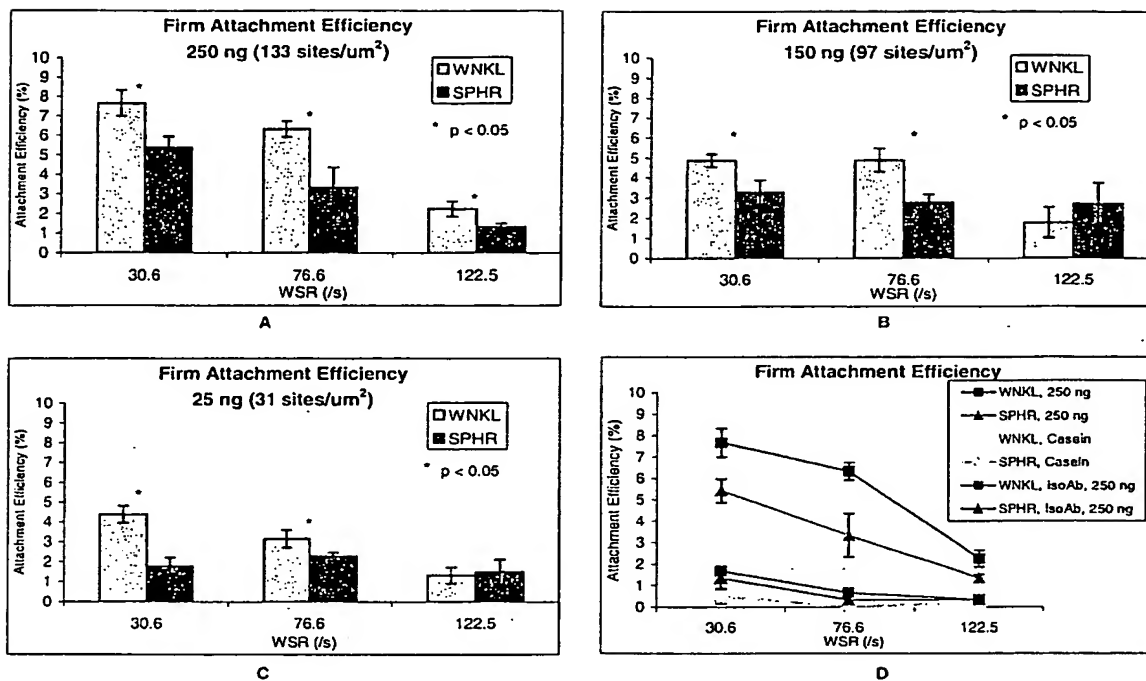 Firm Attachment Efficiency
250 ng (133 sites/um²)
Attachment Efficiency (%)
10
9
8
7
6
5
4
3
2
1
0
WNKL
SPHR
* p < 0.05
*
*
*
30.6 76.6 122.5
WSR (/s)
A
Firm Attachment Efficiency
150 ng (97 sites/um²)
Attachment Efficiency (%)
10
9
8
7
6
5
4
3
2
1
0
WNKL
SPHR
* p < 0.05
*
*
30.6 76.6 122.5
WSR (/s)
B
Firm Attachment Efficiency
25 ng (31 sites/um²)
Attachment Efficiency (%)
10
9
8
7
6
5
4
3
2
1
0
WNKL
SPHR
* p < 0.05
*
*
30.6 76.6 122.5
WSR (/s)
C
Firm Attachment Efficiency
Attachment Efficiency (%)
10
9
8
7
6
5
4
3
2
1
0
WNKL, 250 ng
SPHR, 250 ng
WNKL, Casein
SPHR, Casein
WNKL, IsoAb, 250 ng
SPHR, IsoAb, 250 ng
30.6 76.6 122.5
WSR (/s)
D